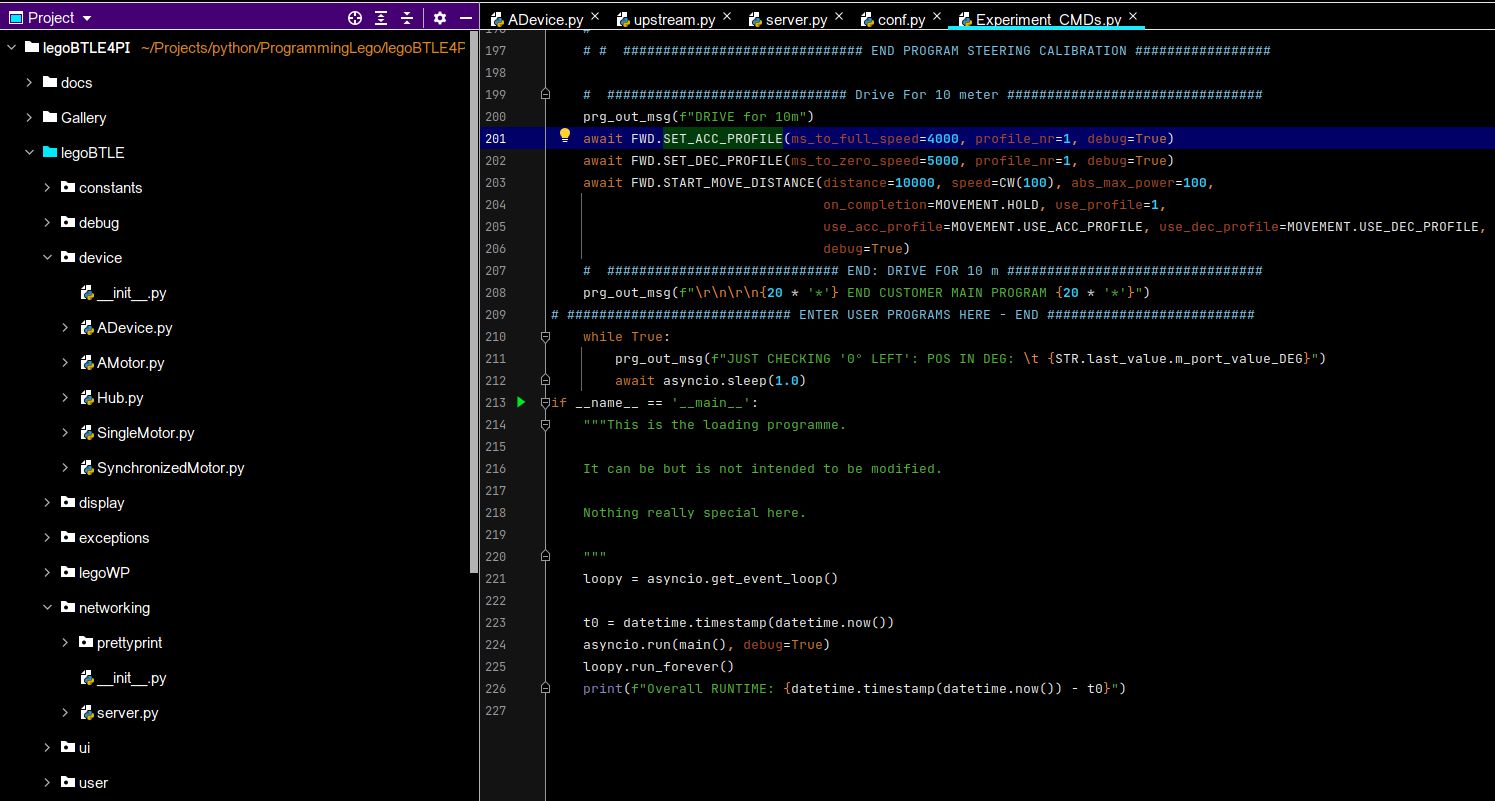 Project
legoBTLE4PI ~/Projects/python/ProgrammingLego/legoBTLE4P
docs
Gallery
legoBTLE
constants
debug
device
__init__.py
ADevice.py
AMotor.py
Hub.py
SingleMotor.py
SynchronizedMotor.py
display
exceptions
legoWP
networking
prettyprint
__init__.py
server.py
ui
user
ADevice.py × upstream.py × server.py × conf.py × Experiment_CMDs.py ×
196 #
197 # # ############################## END PROGRAM STEERING CALIBRATION #################
198
199 # ############################## Drive For 10 meter ################################
200 prg_out_msg(f"DRIVE for 10m")
201 await FWD.SET_ACC_PROFILE(ms_to_full_speed=4000, profile_nr=1, debug=True)
202 await FWD.SET_DEC_PROFILE(ms_to_zero_speed=5000, profile_nr=1, debug=True)
203 await FWD.START_MOVE_DISTANCE(distance=10000, speed=CW(100), abs_max_power=100,
204 on_completion=MOVEMENT.HOLD, use_profile=1,
205 use_acc_profile=MOVEMENT.USE_ACC_PROFILE, use_dec_profile=MOVEMENT.USE_DEC_PROFILE,
206 debug=True)
207 # ############################# END: DRIVE FOR 10 m ################################
208 prg_out_msg(f"\r\n\r\n{20 * '*'} END CUSTOMER MAIN PROGRAM {20 * '*'}")
209 # ############################ ENTER USER PROGRAMS HERE - END ##########################
210 while True:
211 prg_out_msg(f"JUST CHECKING '0° LEFT': POS IN DEG: \t {STR.last_value.m_port_value_DEG}")
212 await asyncio.sleep(1.0)
213 if __name__ == '__main__':
214 """This is the loading programme.
215
216 It can be but is not intended to be modified.
217
218 Nothing really special here.
219
220 """
221 loopy = asyncio.get_event_loop()
222
223 t0 = datetime.timestamp(datetime.now())
224 asyncio.run(main(), debug=True)
225 loopy.run_forever()
226 print(f"Overall RUNTIME: {datetime.timestamp(datetime.now()) - t0}")
227